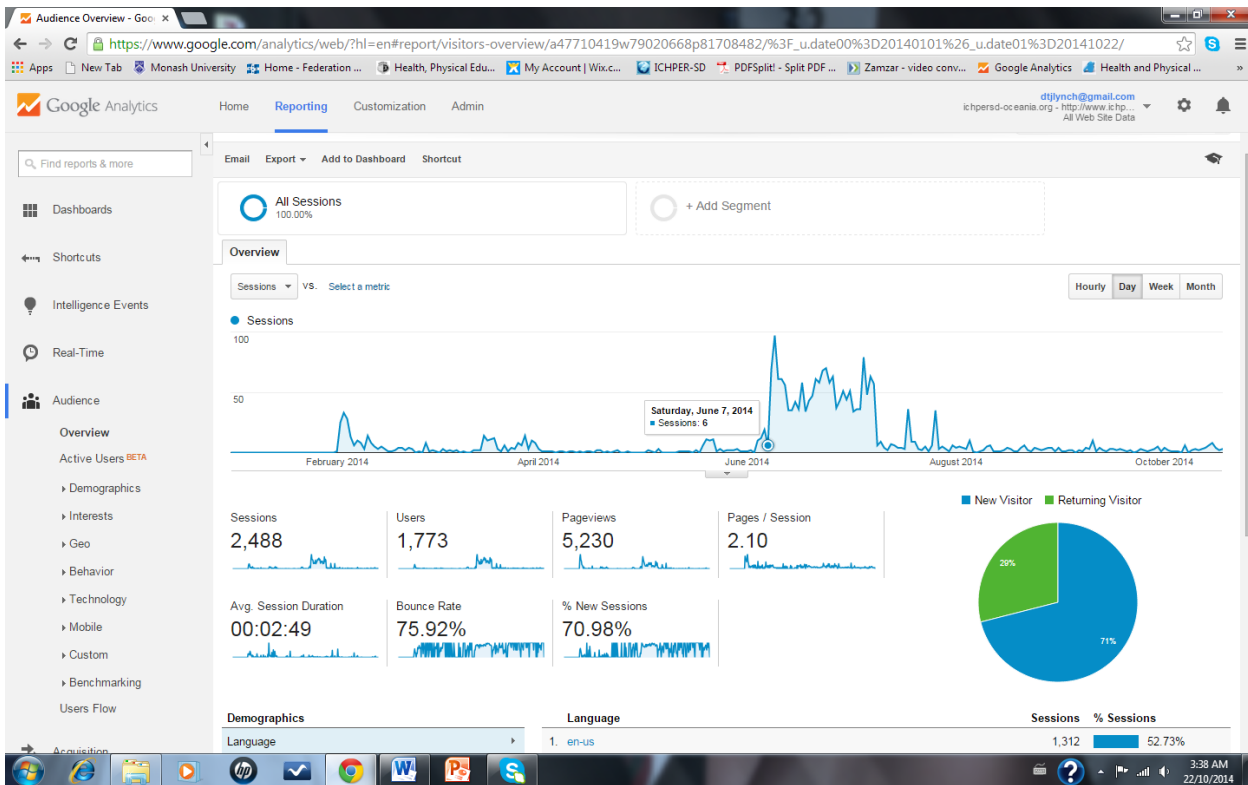 Audience Overview - Goo ×
https://www.google.com/analytics/web/?hl=en#report/visitors-overview/a47710419w79020668p81708482/%3F_u.date00%3D20140101%26_u.date01%3D20141022/
Apps New Tab Monash University Home - Federation ... Health, Physical Edu... My Account | Wix.c... ICHPER-SD PDFSplit! - Split PDF ... Zamzar - video conv... Google Analytics Health and Physical ... »
Google Analytics Home Reporting Customization Admin
dtjlynch@gmail.com
ichpersd-oceania.org - http://www.ichp...
All Web Site Data
Find reports & more
Email Export Add to Dashboard Shortcut
Dashboards
Shortcuts
Intelligence Events
Real-Time
Audience
Overview
Active Users BETA
Demographics
Interests
Geo
Behavior
Technology
Mobile
Custom
Benchmarking
Users Flow
Acquisition
All Sessions
100.00%
+ Add Segment
Overview
Sessions VS. Select a metric
Hourly Day Week Month
Sessions
100
50
Saturday, June 7, 2014
Sessions: 6
February 2014 April 2014 June 2014 August 2014 October 2014
New Visitor Returning Visitor
29%
71%
Sessions Users Pageviews Pages / Session
2,488 1,773 5,230 2.10
Avg. Session Duration Bounce Rate % New Sessions
00:02:49 75.92% 70.98%
Demographics Language Sessions % Sessions
Language 1. en-us 1,312 52.73%
3:38 AM
22/10/2014